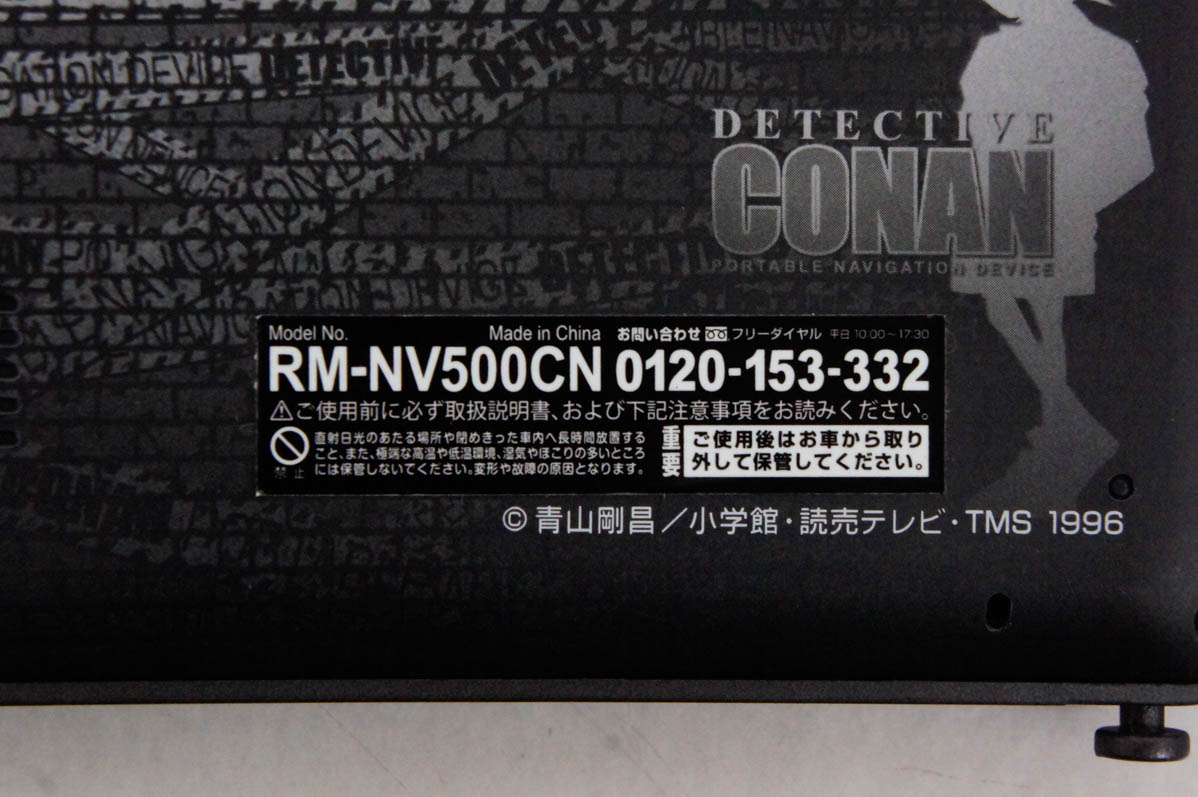 CATION DEVICE DETECTIVE
DETECTIVE
CONAN
PORTABLE NAVIGATION DEVICE
Model No. Made in China お問い合わせ フリーダイヤル 平日 10:00～17:30
RM-NV500CN 0120-153-332
⚠ご使用前に必ず取扱説明書、および下記注意事項をお読みください。
禁止
直射日光のあたる場所や閉めきった車内へ長時間放置する
こと、また、極端な高温や低温環境、湿気やほこりの多いところ
には保管しないでください。変形や故障の原因となります。
重要
ご使用後はお車から取り
外して保管してください。
© 青山剛昌／小学館・読売テレビ・TMS 1996